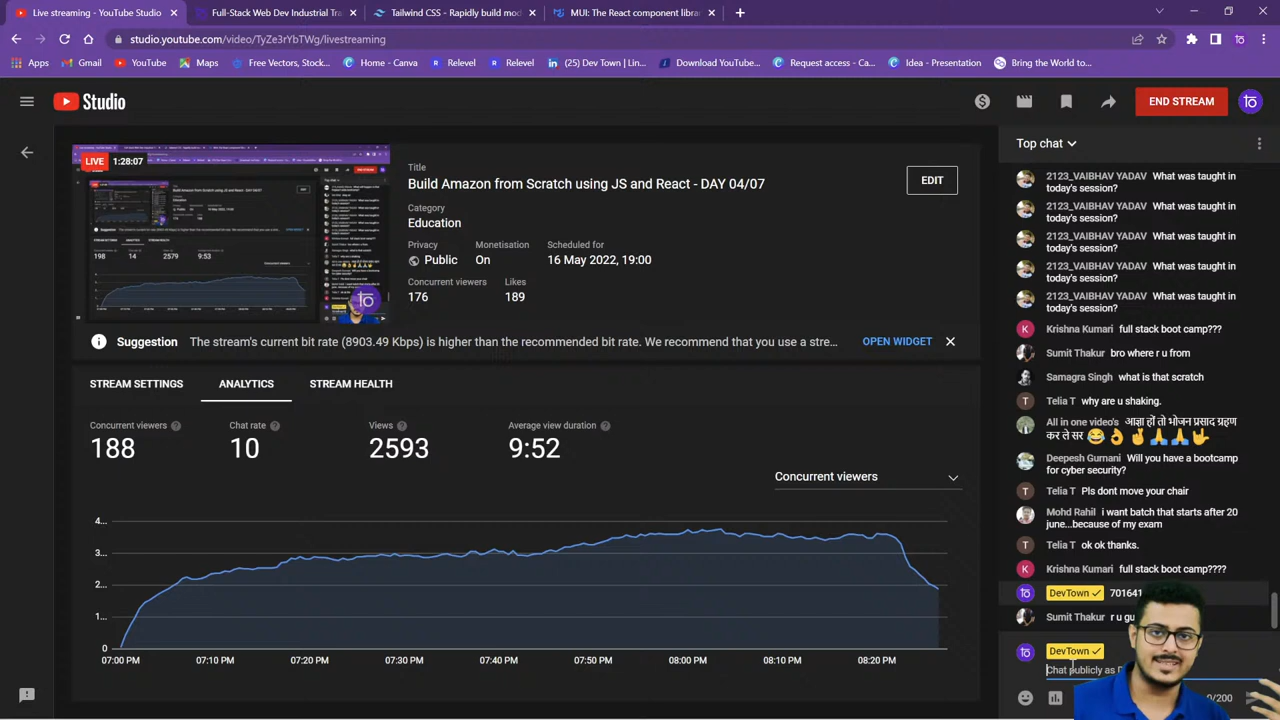 Live streaming - YouTube Studio
Full-Stack Web Dev Industrial Tra
Tailwind CSS - Rapidly build mod
MUI: The React component librar
studio.youtube.com/video/TyZe3rYbTWg/livestreaming
Apps
Gmail
YouTube
Maps
Free Vectors, Stock...
Home - Canva
Relevel
Relevel
(25) Dev Town | Lin...
Download YouTube...
Request access - Ca...
Idea - Presentation
Bring the World to...
Studio
END STREAM
LIVE 1:28:07
Title
Build Amazon from Scratch using JS and React - DAY 04/07
EDIT
Category
Education
Privacy
Monetisation
Scheduled for
Public
On
16 May 2022, 19:00
Concurrent viewers
Likes
176
189
Suggestion The stream's current bit rate (8903.49 Kbps) is higher than the recommended bit rate. We recommend that you use a stre...
OPEN WIDGET
STREAM SETTINGS
ANALYTICS
STREAM HEALTH
Concurrent viewers
Chat rate
Views
Average view duration
188
10
2593
9:52
Concurrent viewers
4...
3...
2...
1...
0
07:00 PM
07:10 PM
07:20 PM
07:30 PM
07:40 PM
07:50 PM
08:00 PM
08:10 PM
08:20 PM
Top chat
2123_VAIBHAV YADAV What was taught in
today's session?
2123_VAIBHAV YADAV What was taught in
today's session?
2123_VAIBHAV YADAV What was taught in
today's session?
2123_VAIBHAV YADAV What was taught in
today's session?
2123_VAIBHAV YADAV What was taught in
today's session?
Krishna Kumari full stack boot camp???
Sumit Thakur bro where r u from
Samagra Singh what is that scratch
Telia T why are u shaking.
All in one video's आज्ञा हों तो भोजन प्रसाद ग्रहण
कर ले सर 😂👌🤞🙏🙏🤟
Deepesh Gurnani Will you have a bootcamp
for cyber security?
Telia T Pls dont move your chair
Mohd Rahil i want batch that starts after 20
june...because of my exam
Telia T ok ok thanks.
Krishna Kumari full stack boot camp????
DevTown 701641
Sumit Thakur r u gu
DevTown
Chat publicly as D
0/200